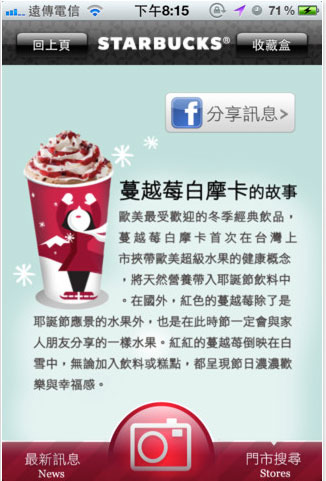 遠傳電信 下午8:15 71%
回上頁 STARBUCKS® 收藏盒
f 分享訊息>
蔓越莓白摩卡的故事
歐美最受歡迎的冬季經典飲品，
蔓越莓白摩卡首次在台灣上
市挾帶歐美超級水果的健康概念
，將天然營養帶入耶誕節飲料中
。在國外，紅色的蔓越莓除了是
耶誕節應景的水果外，也是在此時節一定會與家
人朋友分享的一樣水果。紅紅的蔓越莓倒映在白
雪中，無論加入飲料或糕點，都呈現節日濃濃歡
樂與幸福感。
最新訊息 門市搜尋
News Stores